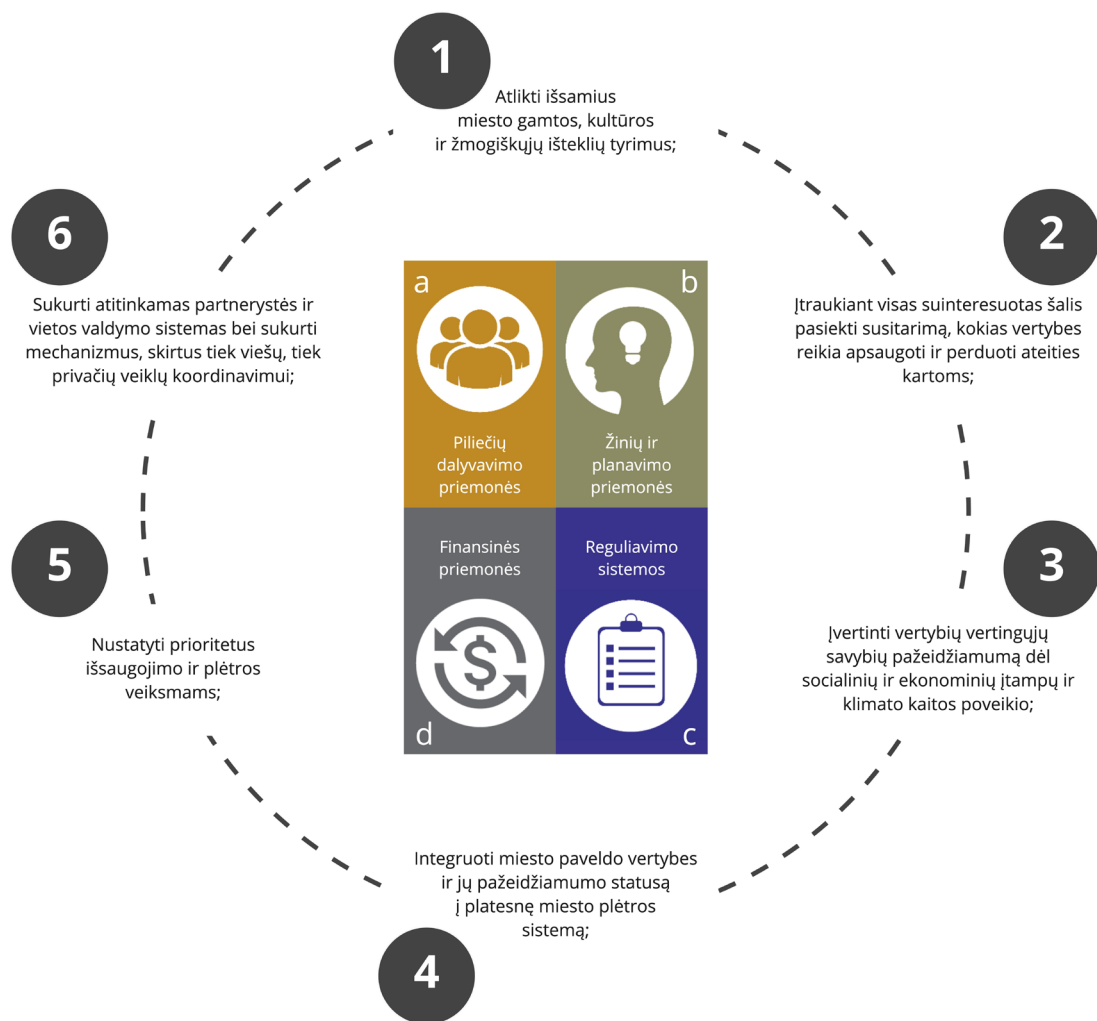 1
Atlikti išsamius
miesto gamtos, kultūros
ir žmogiškųjų išteklių tyrimus;
2
Įtraukiant visas suinteresuotas šalis
pasiekti susitarimą, kokias vertybes
reikia apsaugoti ir perduoti ateities
kartoms;
3
Įvertinti vertybių vertingųjų
savybių pažeidžiamumą dėl
socialinių ir ekonominių įtampų ir
klimato kaitos poveikio;
4
Integruoti miesto paveldo vertybes
ir jų pažeidžiamumo statusą
į platesnę miesto plėtros
sistemą;
5
Nustatyti prioritetus
išsaugojimo ir plėtros
veiksmams;
6
Sukurti atitinkamas partnerystės ir
vietos valdymo sistemas bei sukurti
mechanizmus, skirtus tiek viešų, tiek
privačių veiklų koordinavimui;
a
Piliečių
dalyvavimo
priemonės
b
Žinių ir
planavimo
priemonės
Reguliavimo
sistemos
c
Finansinės
priemonės
$
d